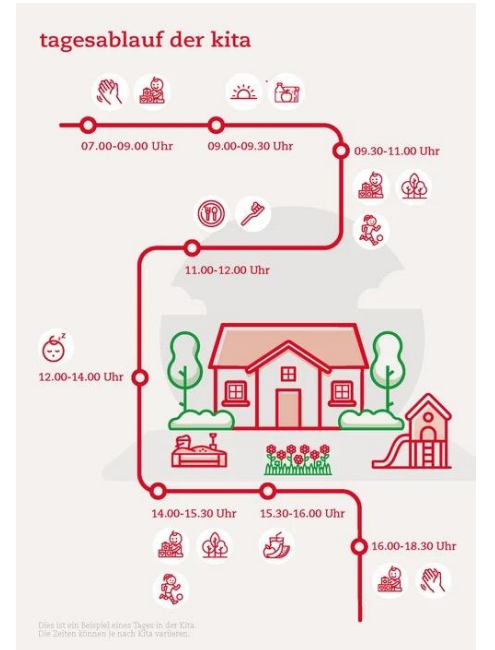 tagesablauf der kita
07.00-09.00 Uhr
09.00-09.30 Uhr
09.30-11.00 Uhr
11.00-12.00 Uhr
z
12.00-14.00 Uhr
14.00-15.30 Uhr
15.30-16.00 Uhr
16.00-18.30 Uhr
Dies ist ein Beispiel eines Tages in der Kita.
Die Zeiten können je nach Kita variieren.